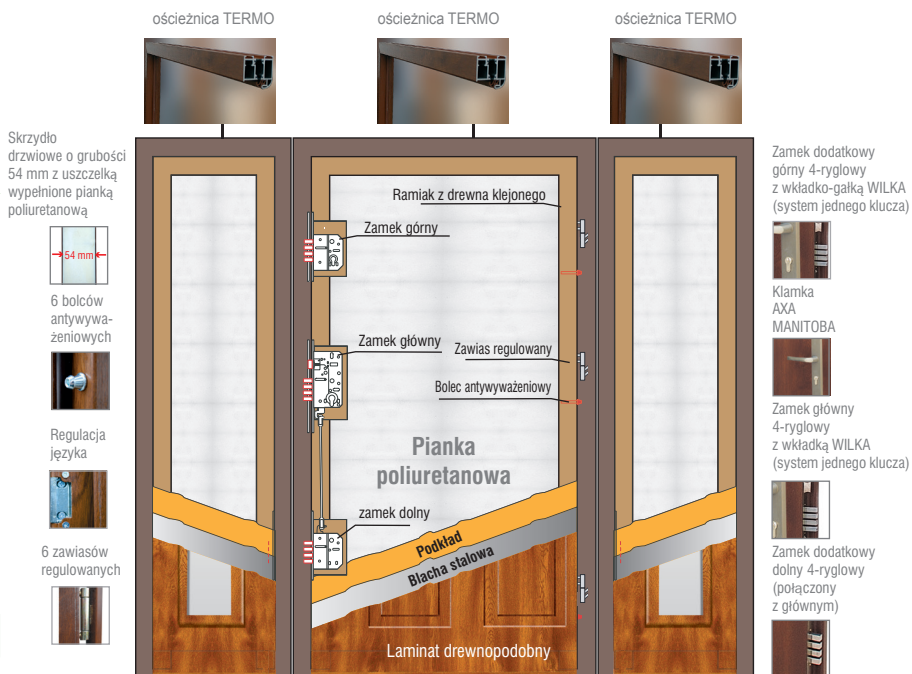 ościeżnica TERMO
ościeżnica TERMO
ościeżnica TERMO
Skrzydło
drzwiowe o grubości
54 mm z uszczelką
wypełnione pianką
poliuretanową
54 mm
6 bolców
antywywa-
żeniowych
Regulacja
języka
6 zawiasów
regulowanych
Ramiak z drewna klejonego
Zamek górny
Zamek główny
Zawias regulowany
Bolec antywyważeniowy
Pianka
poliuretanowa
zamek dolny
Podkład
Blacha stalowa
Laminat drewnopodobny
Zamek dodatkowy
górny 4-ryglowy
z wkładko-gałką WILKA
(system jednego klucza)
Klamka
AXA
MANITOBA
Zamek główny
4-ryglowy
z wkładką WILKA
(system jednego klucza)
Zamek dodatkowy
dolny 4-ryglowy
(połączony
z głównym)